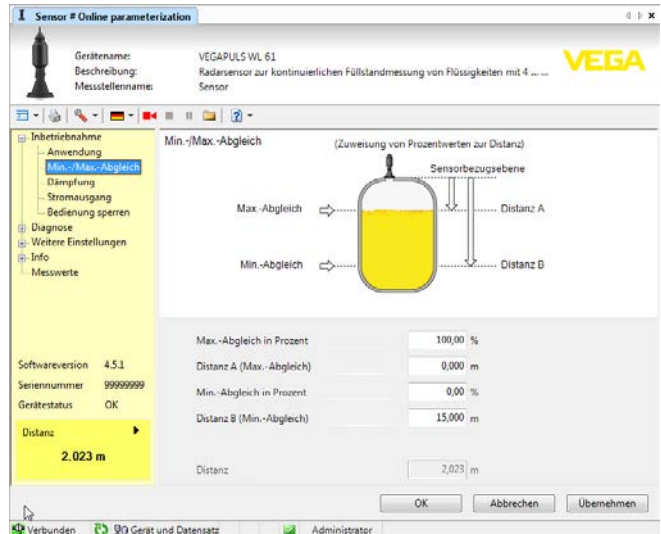 Sensor # Online parameterization
Gerätename: VEGAPULS WL 61
Beschreibung: Radarsensor zur kontinuierlichen Füllstandmessung von Flüssigkeiten mit 4 ... ...
Messstellenname: Sensor
VEGA
Inbetriebnahme
Anwendung
Min.-/Max.-Abgleich
Dämpfung
Stromausgang
Bedienung sperren
Diagnose
Weitere Einstellungen
Info
Messwerte
Softwareversion 4.5.1
Seriennummer 99999999
Gerätestatus OK
Distanz
2.023 m
Min.-/Max.-Abgleich
(Zuweisung von Prozentwerten zur Distanz)
Sensorbezugsebene
Max.-Abgleich
Distanz A
Min.-Abgleich
Distanz B
Max.-Abgleich in Prozent 100,00 %
Distanz A (Max.-Abgleich) 0,000 m
Min.-Abgleich in Prozent 0,00 %
Distanz B (Min.-Abgleich) 15,000 m
Distanz 2,023 m
OK Abbrechen Übernehmen
Verbunden Gerät und Datensatz Administrator